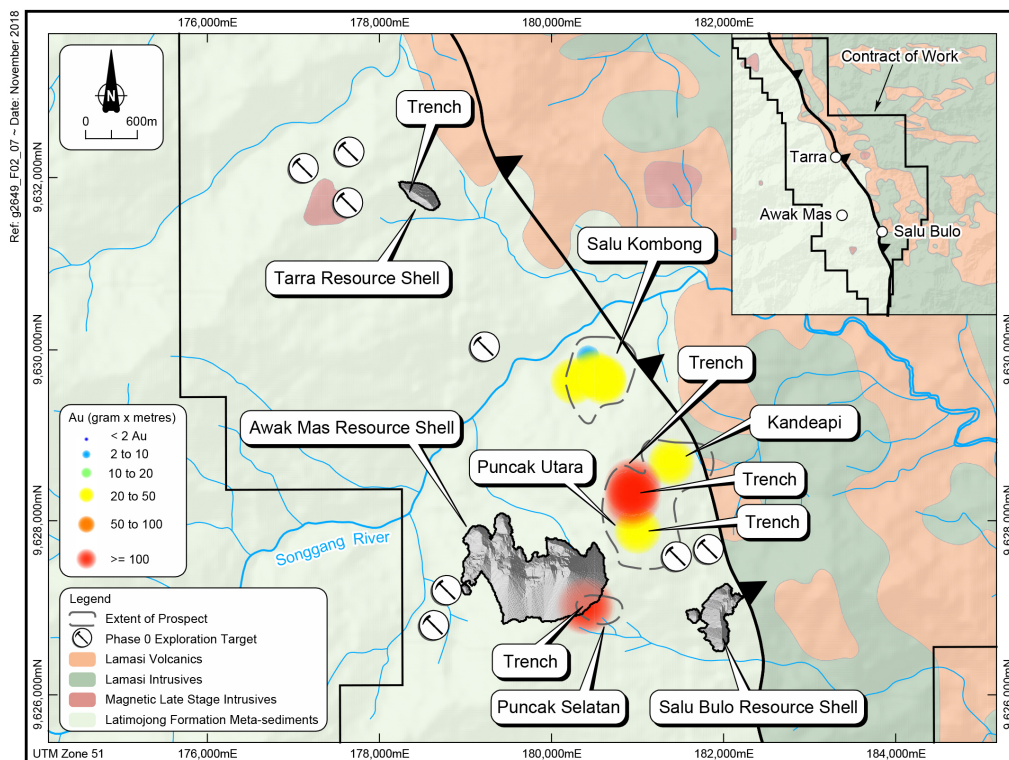 Ref: g2649_F02_07 ~ Date: November 2018
176,000mE
178,000mE
180,000mE
182,000mE
N
0 600m
Trench
Contract of Work
Tarra
Awak Mas
Salu Bulo
9,632,000mN
Salu Kombong
Tarra Resource Shell
9,630,000mN
9,630,000mN
Trench
Au (gram x metres)
< 2 Au
2 to 10
10 to 20
20 to 50
50 to 100
>= 100
Awak Mas Resource Shell
Kandeapi
Puncak Utara
Trench
Trench
9,628,000mN
9,628,000mN
Songgang River
Legend
Extent of Prospect
Phase 0 Exploration Target
Lamasi Volcanics
Lamasi Intrusives
Magnetic Late Stage Intrusives
Latimojong Formation Meta-sediments
Trench
Puncak Selatan
Salu Bulo Resource Shell
9,626,000mN
9,626,000mN
UTM Zone 51
176,000mE
178,000mE
180,000mE
182,000mE
184,000mE